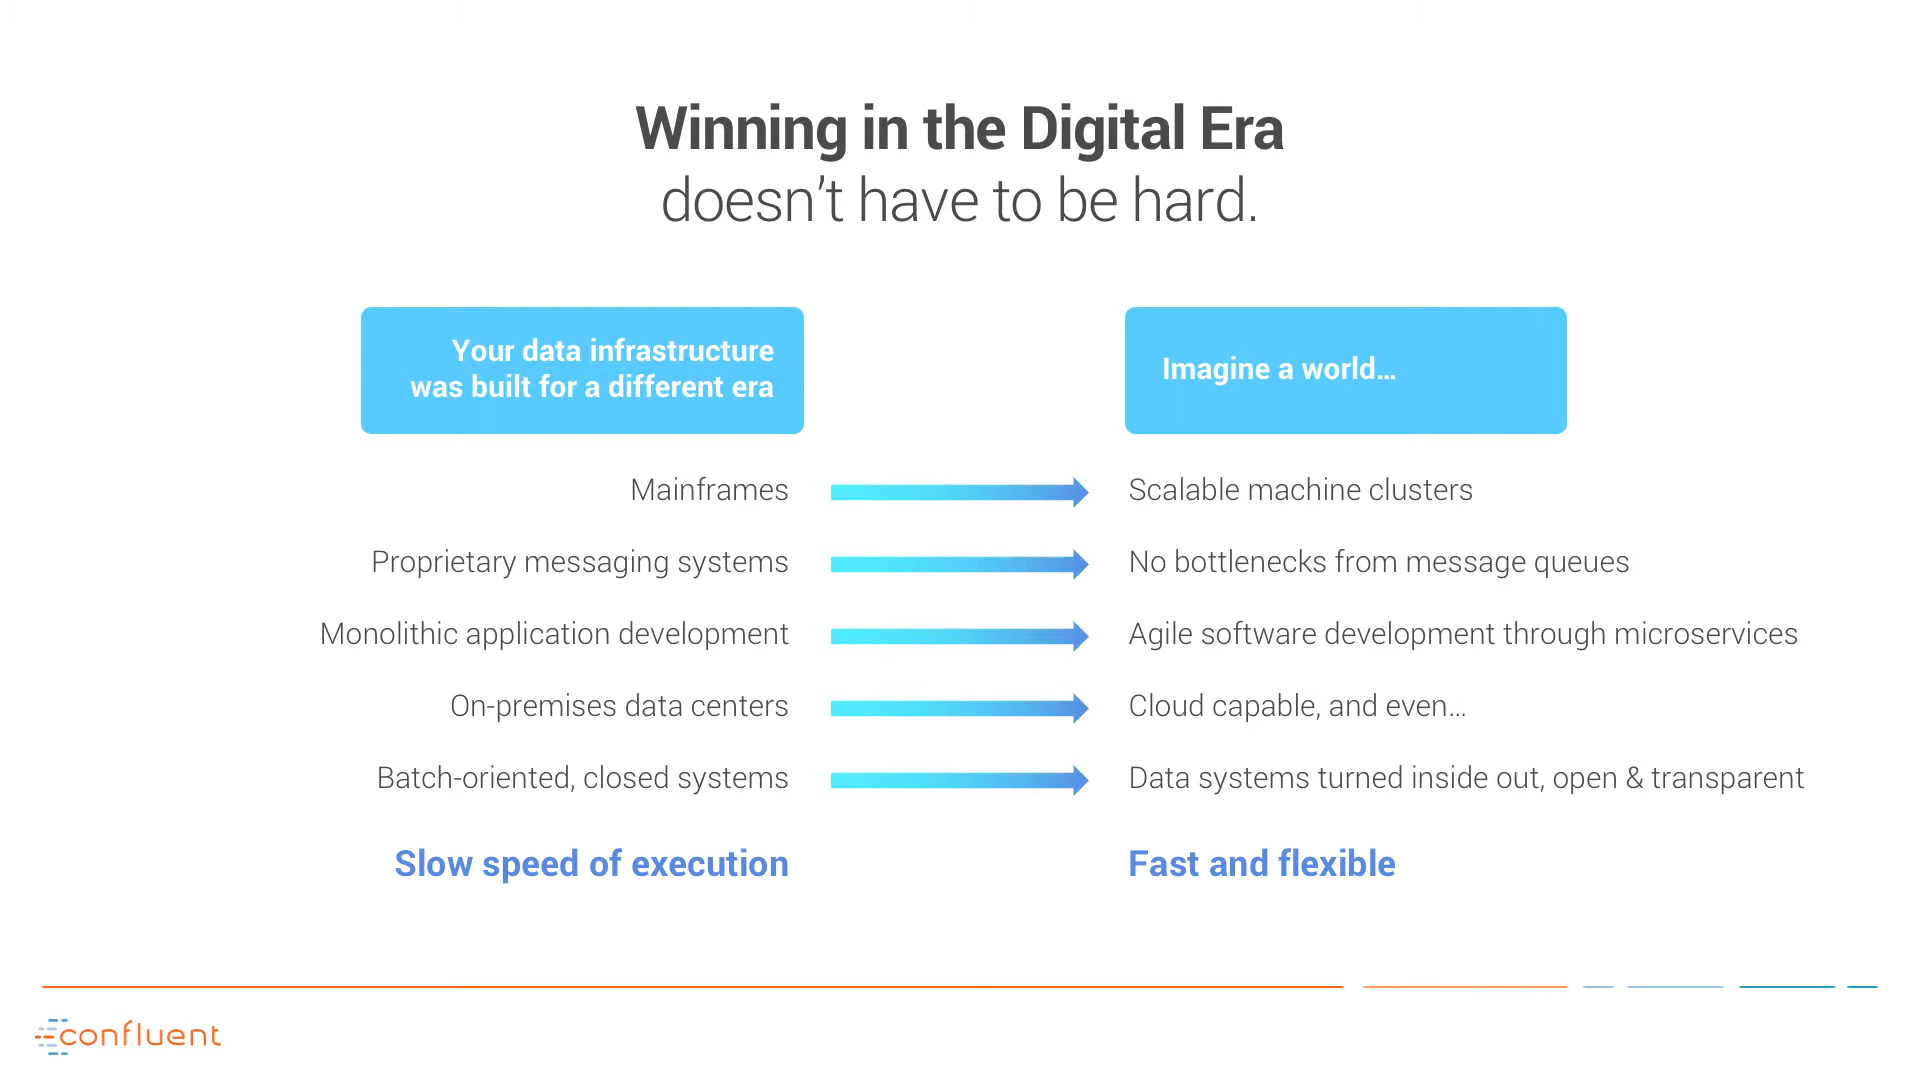 Winning in the Digital Era
doesn’t have to be hard.
Your data infrastructure
was built for a different era
Imagine a world…
Mainframes
Scalable machine clusters
Proprietary messaging systems
No bottlenecks from message queues
Monolithic application development
Agile software development through microservices
On-premises data centers
Cloud capable, and even…
Batch-oriented, closed systems
Data systems turned inside out, open & transparent
Slow speed of execution
Fast and flexible
confluent